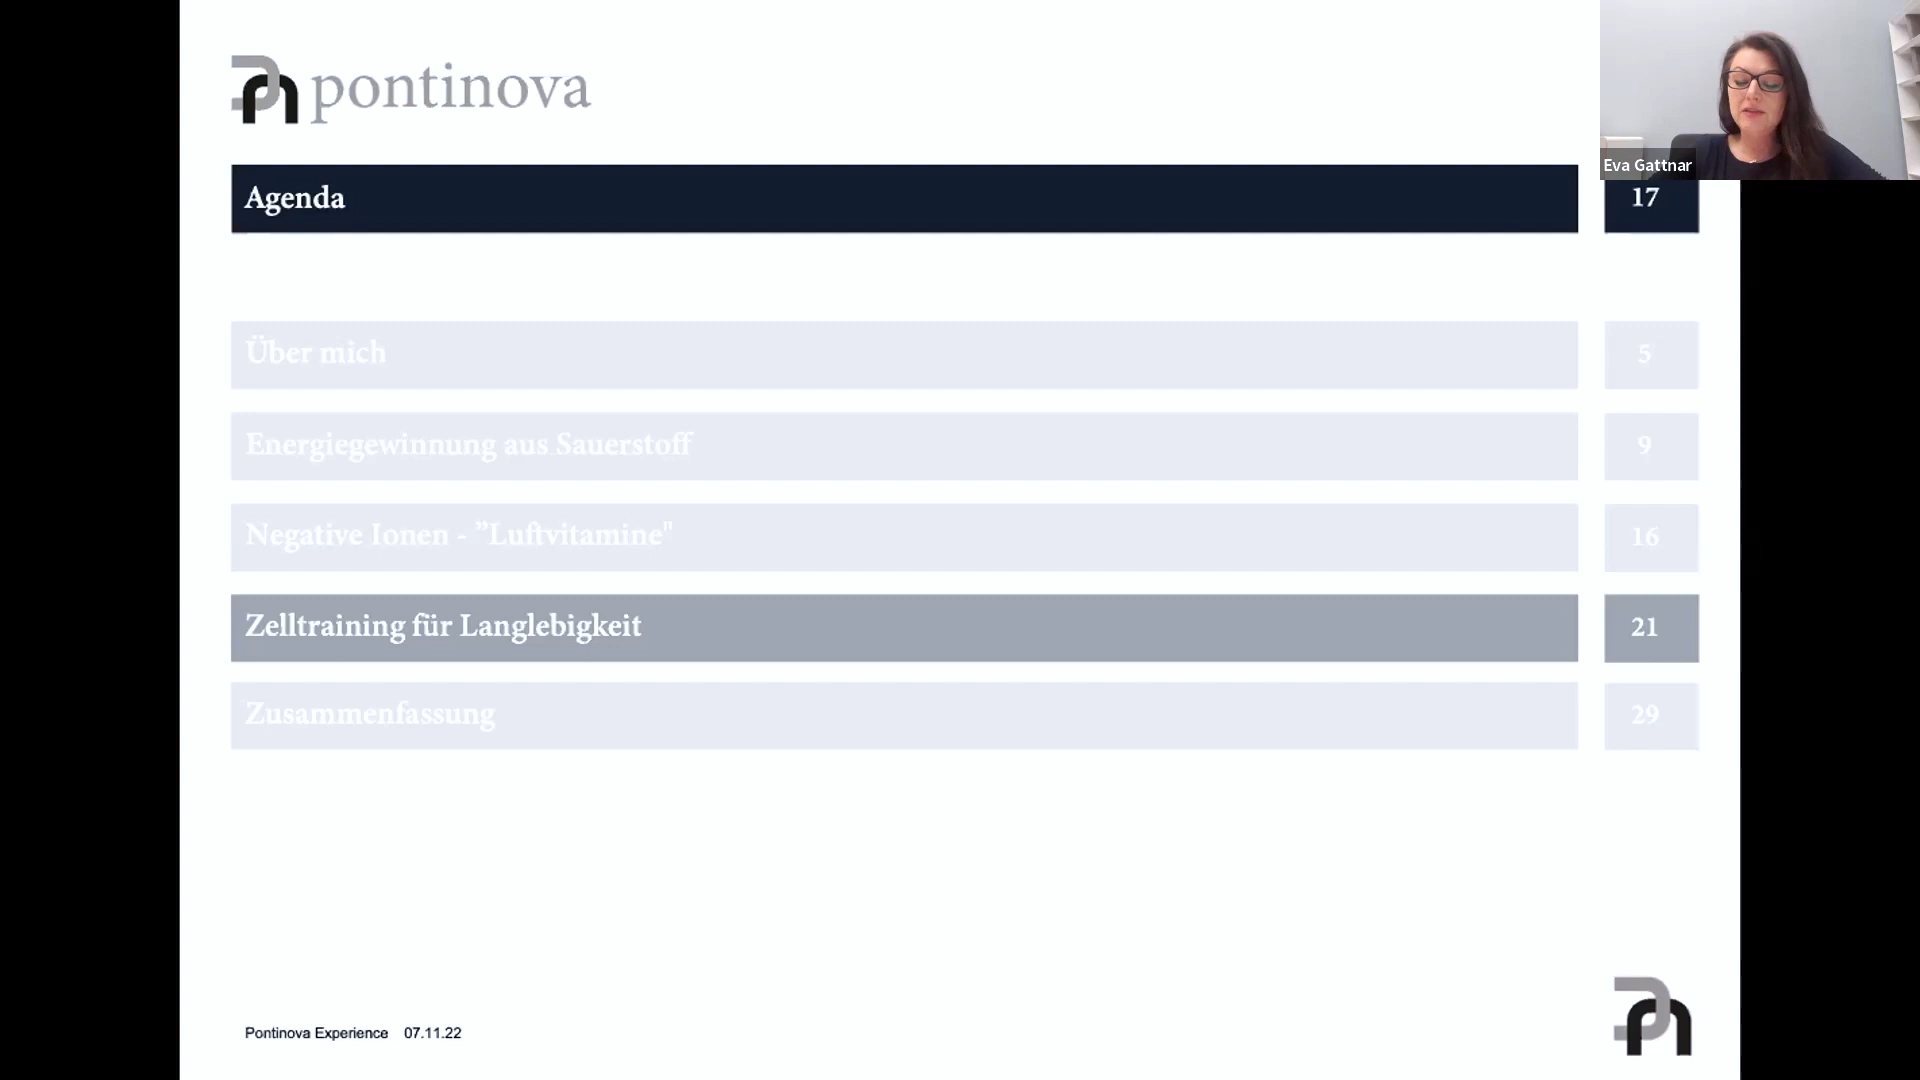 pontinova
Eva Gattnar
Agenda 17
Über mich 5
Energiegewinnung aus Sauerstoff 9
Negative Ionen - ”Luftvitamine" 16
Zelltraining für Langlebigkeit 21
Zusammenfassung 29
Pontinova Experience 07.11.22